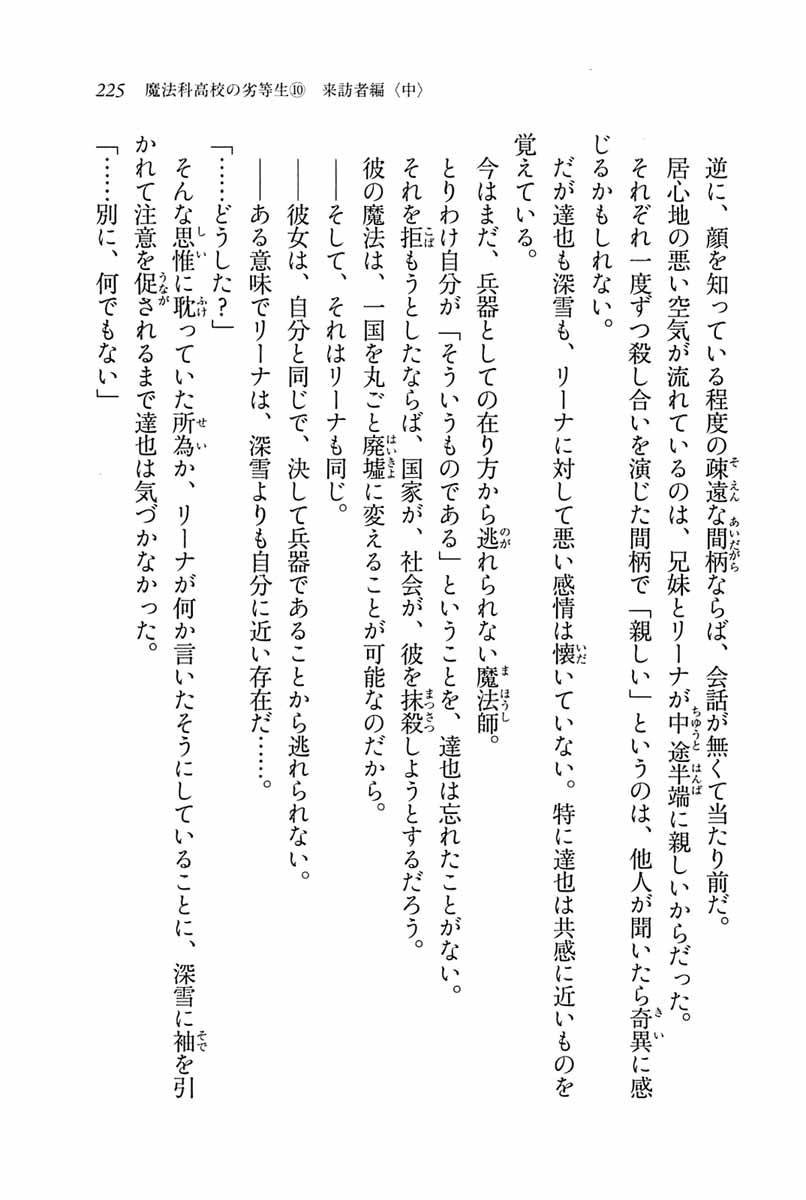 225　魔法科高校の劣等生⑩　来訪者編〈中〉
逆に、顔を知っている程度の疎遠な間柄ならば、会話が無くて当たり前だ。
居心地の悪い空気が流れているのは、兄妹とリーナが中途半端に親しいからだった。
それぞれ一度ずつ殺し合いを演じた間柄で「親しい」というのは、他人が聞いたら奇異に感
じるかもしれない。
だが達也も深雪も、リーナに対して悪い感情は懐いていない。特に達也は共感に近いものを
覚えている。
今はまだ、兵器としての在り方から逃れられない魔法師。
とりわけ自分が「そういうものである」ということを、達也は忘れたことがない。
それを拒もうとしたならば、国家が、社会が、彼を抹殺しようとするだろう。
彼の魔法は、一国を丸ごと廃墟に変えることが可能なのだから。
――そして、それはリーナも同じ。
――彼女は、自分と同じで、決して兵器であることから逃れられない。
――ある意味でリーナは、深雪よりも自分に近い存在だ……。
「……どうした？」
そんな思惟に耽っていた所為か、リーナが何か言いたそうにしていることに、深雪に袖を引
かれて注意を促されるまで達也は気づかなかった。
「……別に、何でもない」